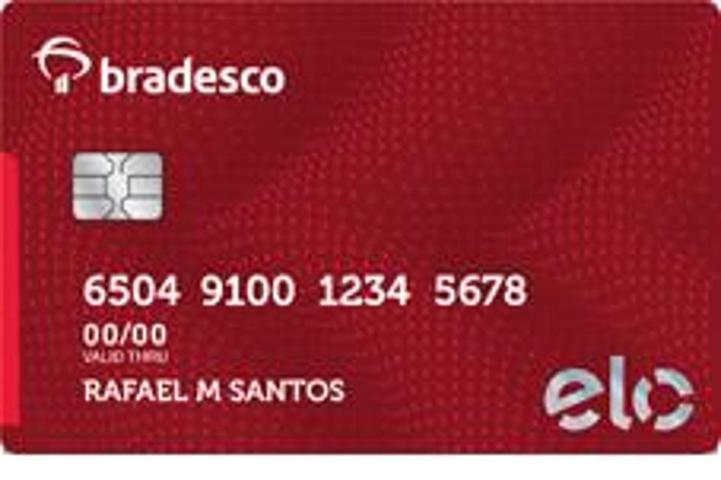 bradesco
6504 9100 1234 5678
00/00
VALID THRU
RAFAEL M SANTOS
elo